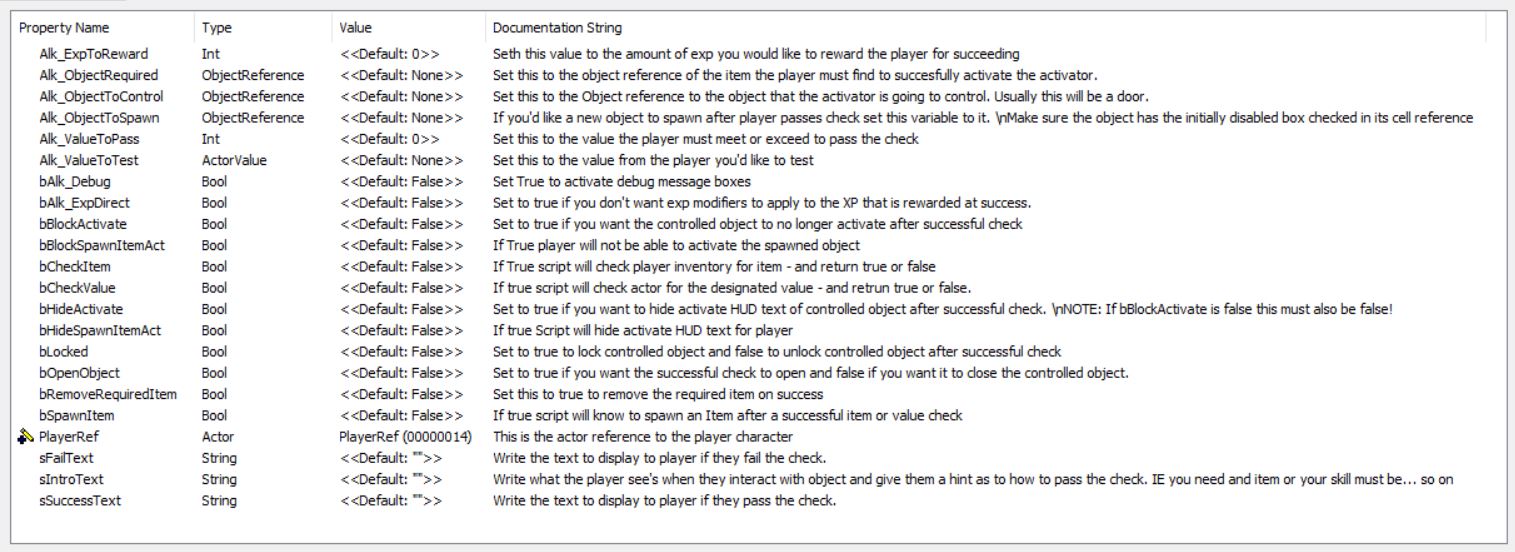 Property Name Type Value Documentation String
Alk_ExpToReward Int <<Default: 0>> Seth this value to the amount of exp you would like to reward the player for succeeding
Alk_ObjectRequired ObjectReference <<Default: None>> Set this to the object reference of the item the player must find to succesfully activate the activator.
Alk_ObjectToControl ObjectReference <<Default: None>> Set this to the Object reference to the object that the activator is going to control. Usually this will be a door.
Alk_ObjectToSpawn ObjectReference <<Default: None>> If you'd like a new object to spawn after player passes check set this variable to it. \nMake sure the object has the initially disabled box checked in its cell reference
Alk_ValueToPass Int <<Default: 0>> Set this to the value the player must meet or exceed to pass the check
Alk_ValueToTest ActorValue <<Default: None>> Set this to the value from the player you'd like to test
bAlk_Debug Bool <<Default: False>> Set True to activate debug message boxes
bAlk_ExpDirect Bool <<Default: False>> Set to true if you don't want exp modifiers to apply to the XP that is rewarded at success.
bBlockActivate Bool <<Default: False>> Set to true if you want the controlled object to no longer activate after successful check
bBlockSpawnItemAct Bool <<Default: False>> If True player will not be able to activate the spawned object
bCheckItem Bool <<Default: False>> If True script will check player inventory for item - and return true or false
bCheckValue Bool <<Default: False>> If true script will check actor for the designated value - and retrun true or false.
bHideActivate Bool <<Default: False>> Set to true if you want to hide activate HUD text of controlled object after successful check. \nNOTE: If bBlockActivate is false this must also be false!
bHideSpawnItemAct Bool <<Default: False>> If true Script will hide activate HUD text for player
bLocked Bool <<Default: False>> Set to true to lock controlled object and false to unlock controlled object after successful check
bOpenObject Bool <<Default: False>> Set to true if you want the successful check to open and false if you want it to close the controlled object.
bRemoveRequiredItem Bool <<Default: False>> Set this to true to remove the required item on success
bSpawnItem Bool <<Default: False>> If true script will know to spawn an Item after a successful item or value check
PlayerRef Actor PlayerRef (00000014) This is the actor reference to the player character
sFailText String <<Default: "">> Write the text to display to player if they fail the check.
sIntroText String <<Default: "">> Write what the player see's when they interact with object and give them a hint as to how to pass the check. IE you need and item or your skill must be... so on
sSuccessText String <<Default: "">> Write the text to display to player if they pass the check.